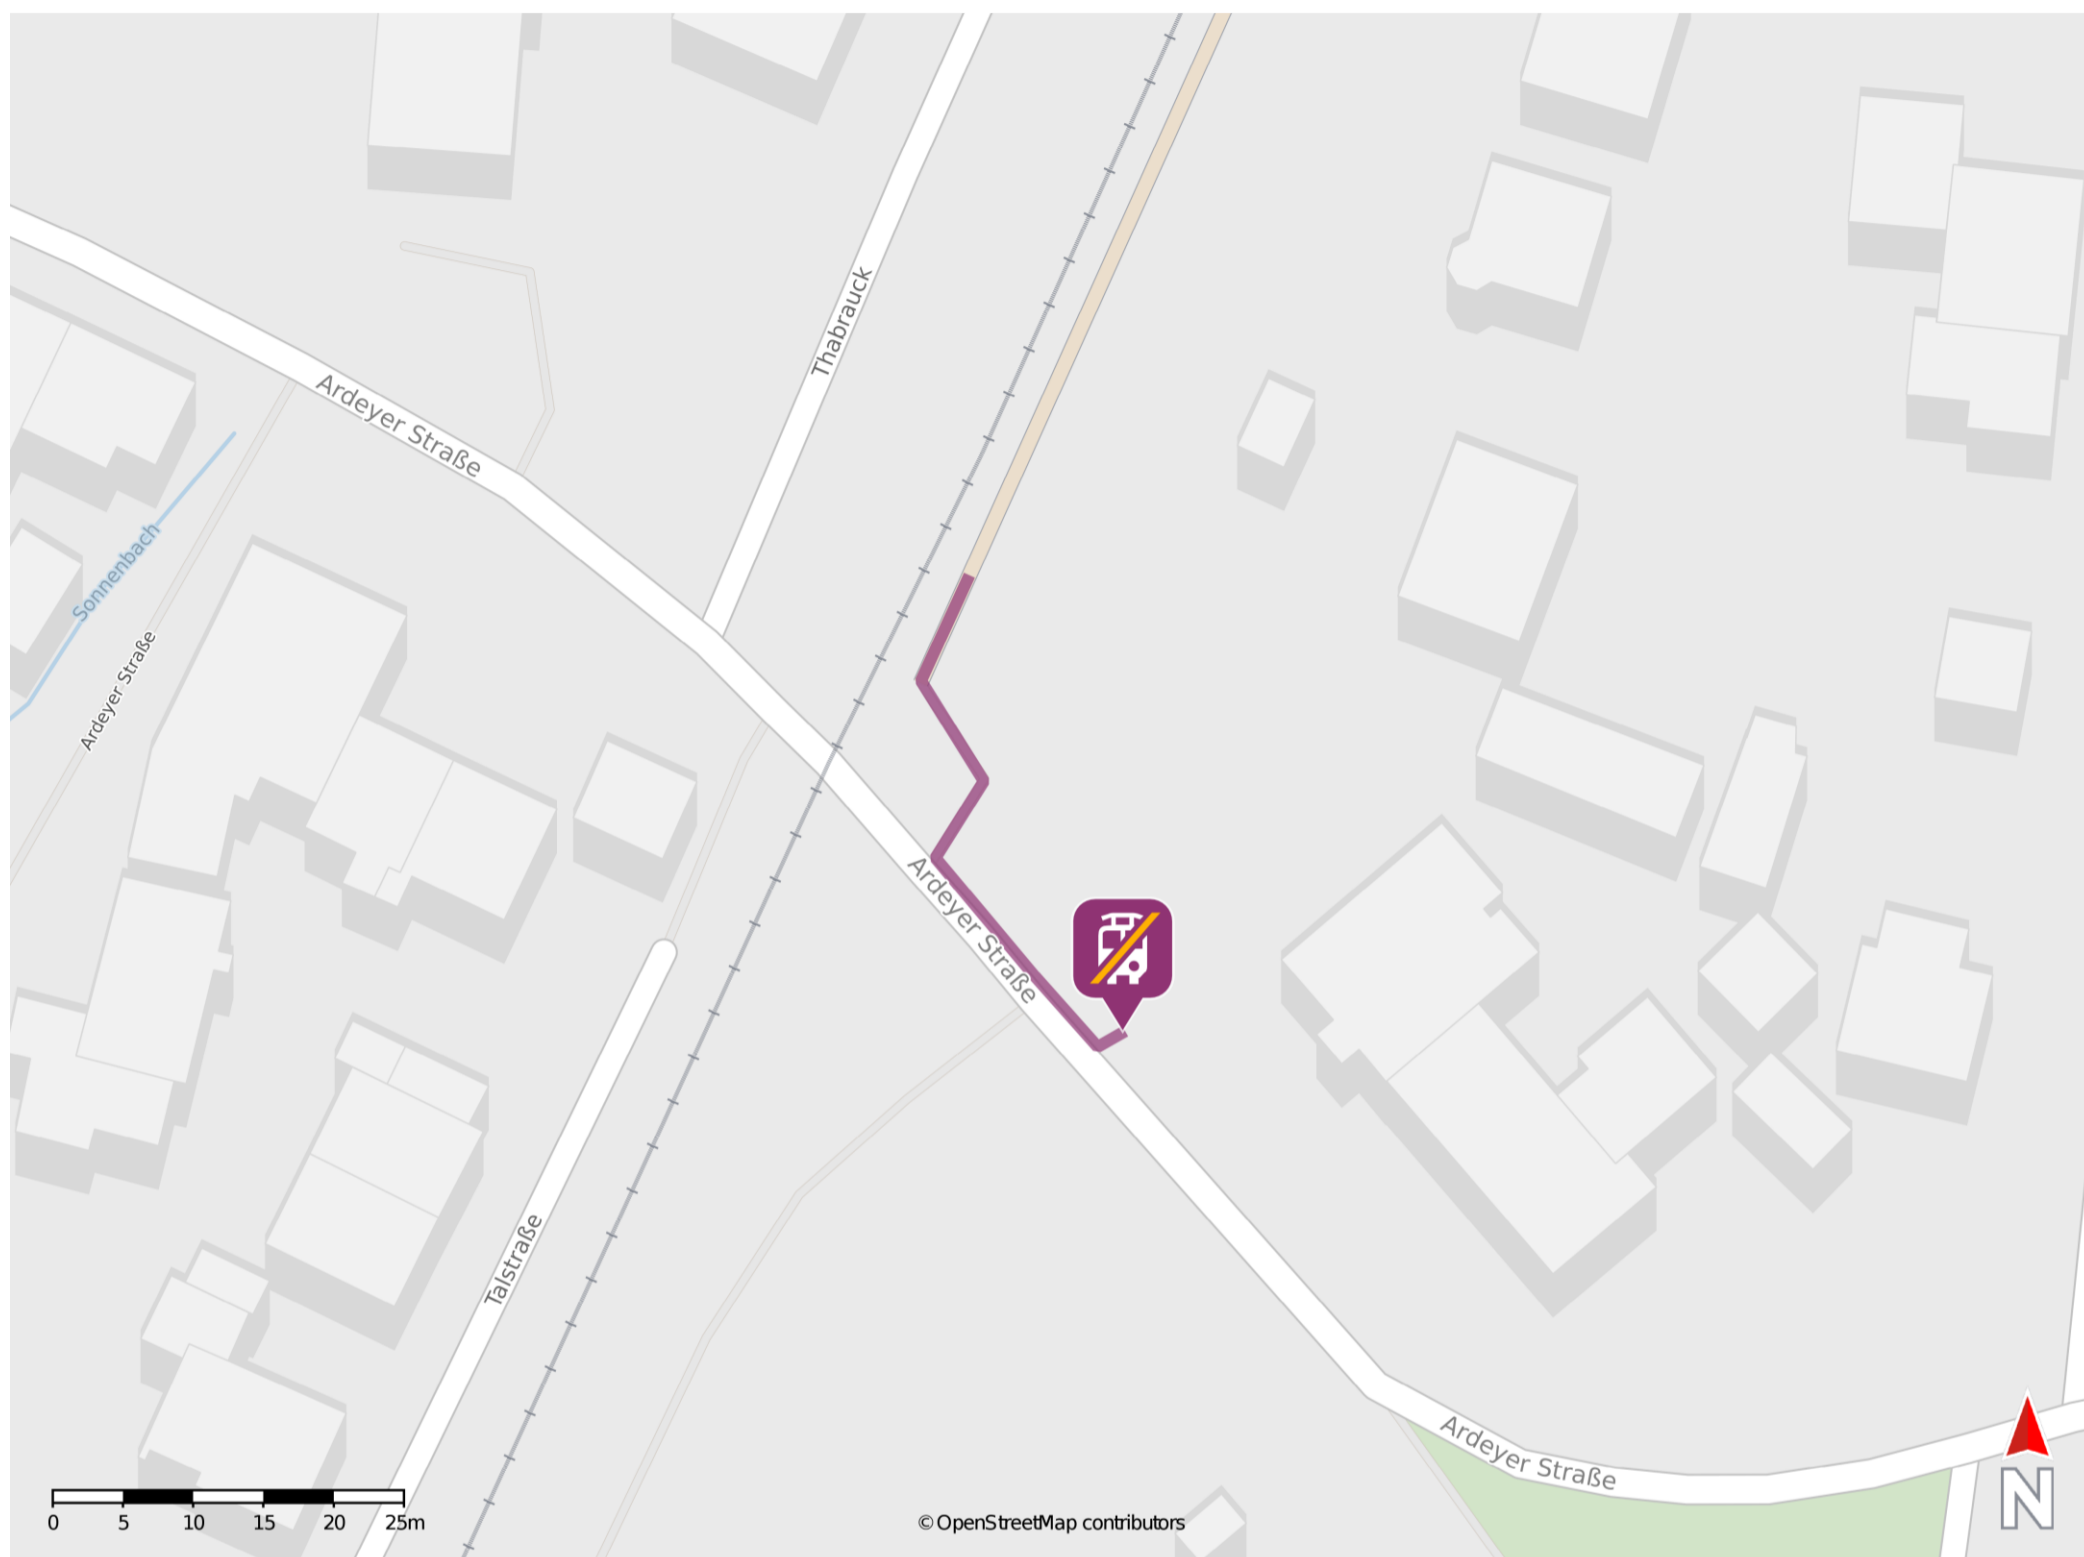 Thabrauck
Ardeyer Straße
Sonnenbach
Ardeyer Straße
Ardeyer Straße
Talstraße
Ardeyer Straße
N
0 5 10 15 20 25m
© OpenStreetMap contributors